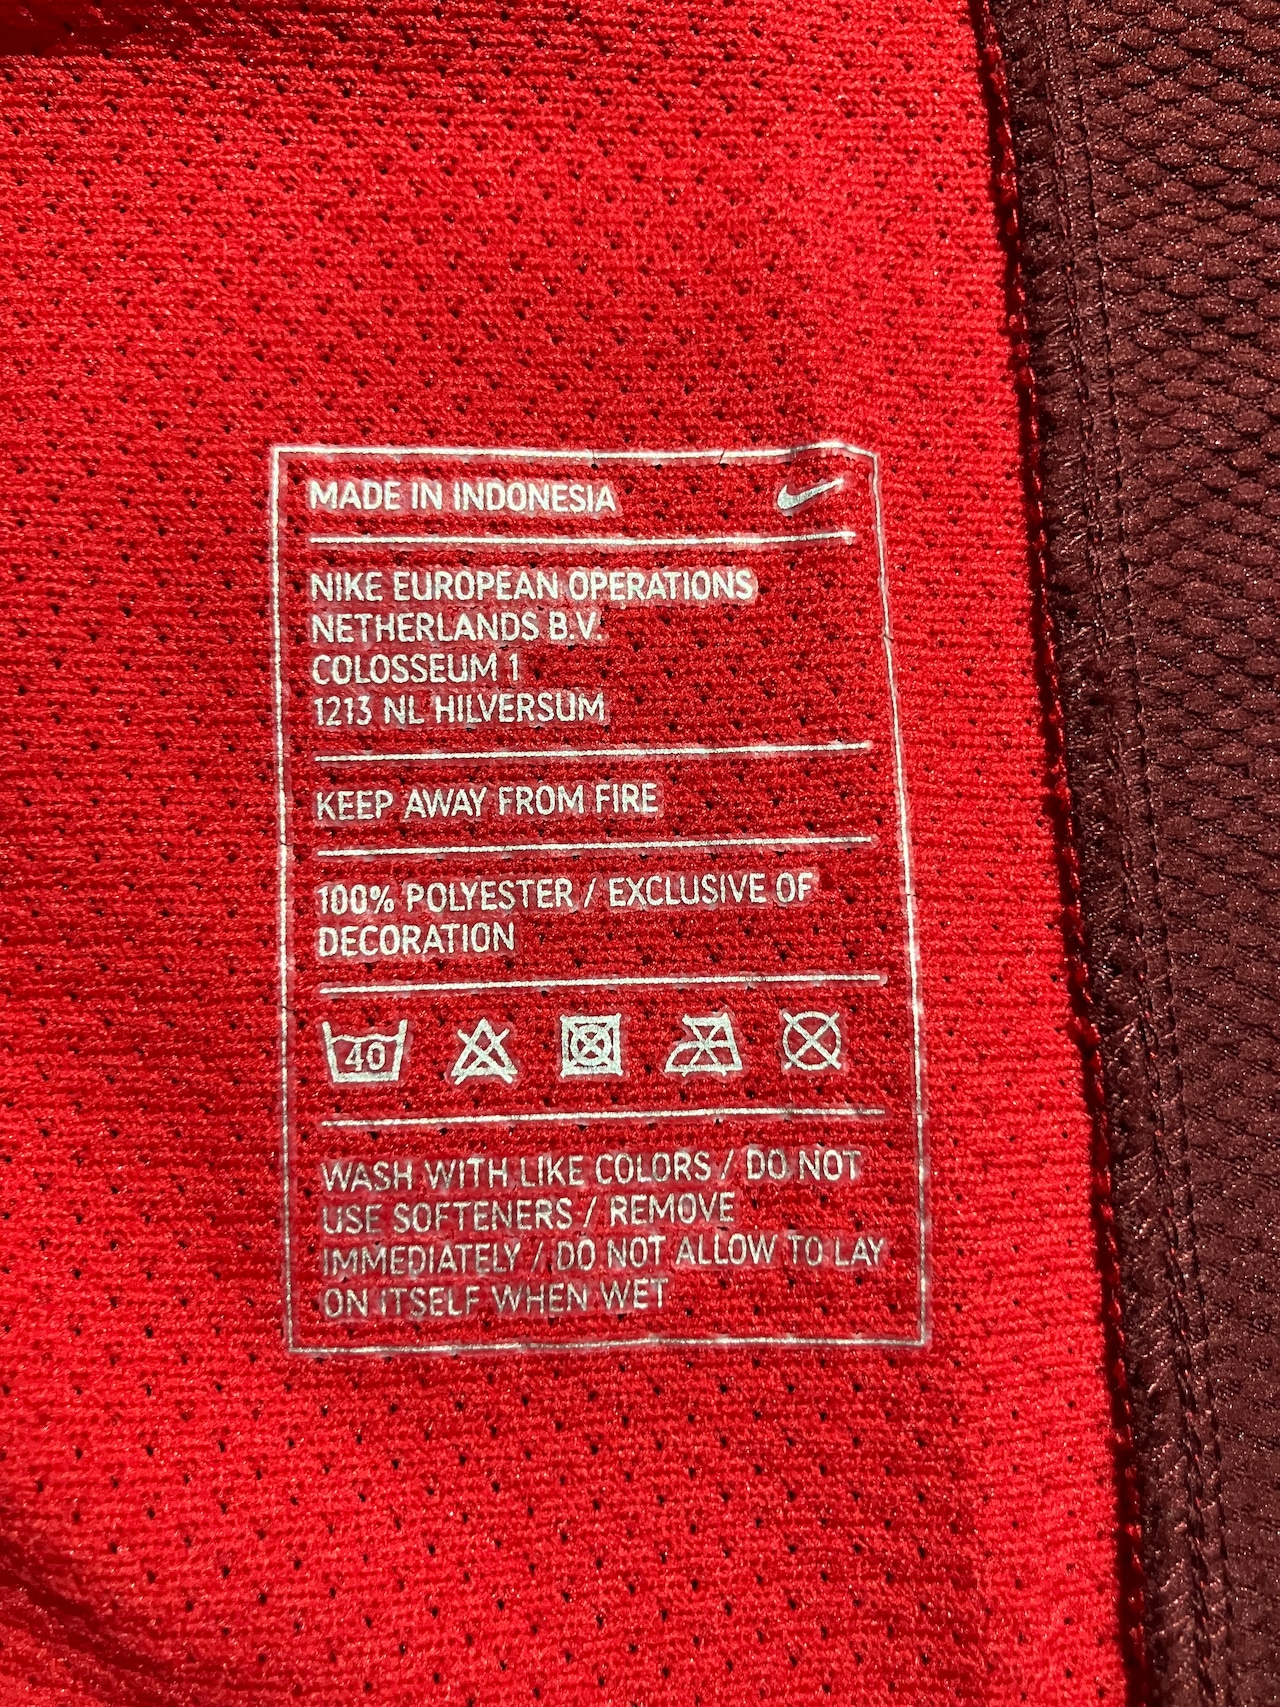 MADE IN INDONESIA
NIKE EUROPEAN OPERATIONS
NETHERLANDS B.V.
COLOSSEUM 1
1213 NL HILVERSUM
KEEP AWAY FROM FIRE
100% POLYESTER / EXCLUSIVE OF
DECORATION
40
WASH WITH LIKE COLORS / DO NOT
USE SOFTENERS / REMOVE
IMMEDIATELY / DO NOT ALLOW TO LAY
ON ITSELF WHEN WET